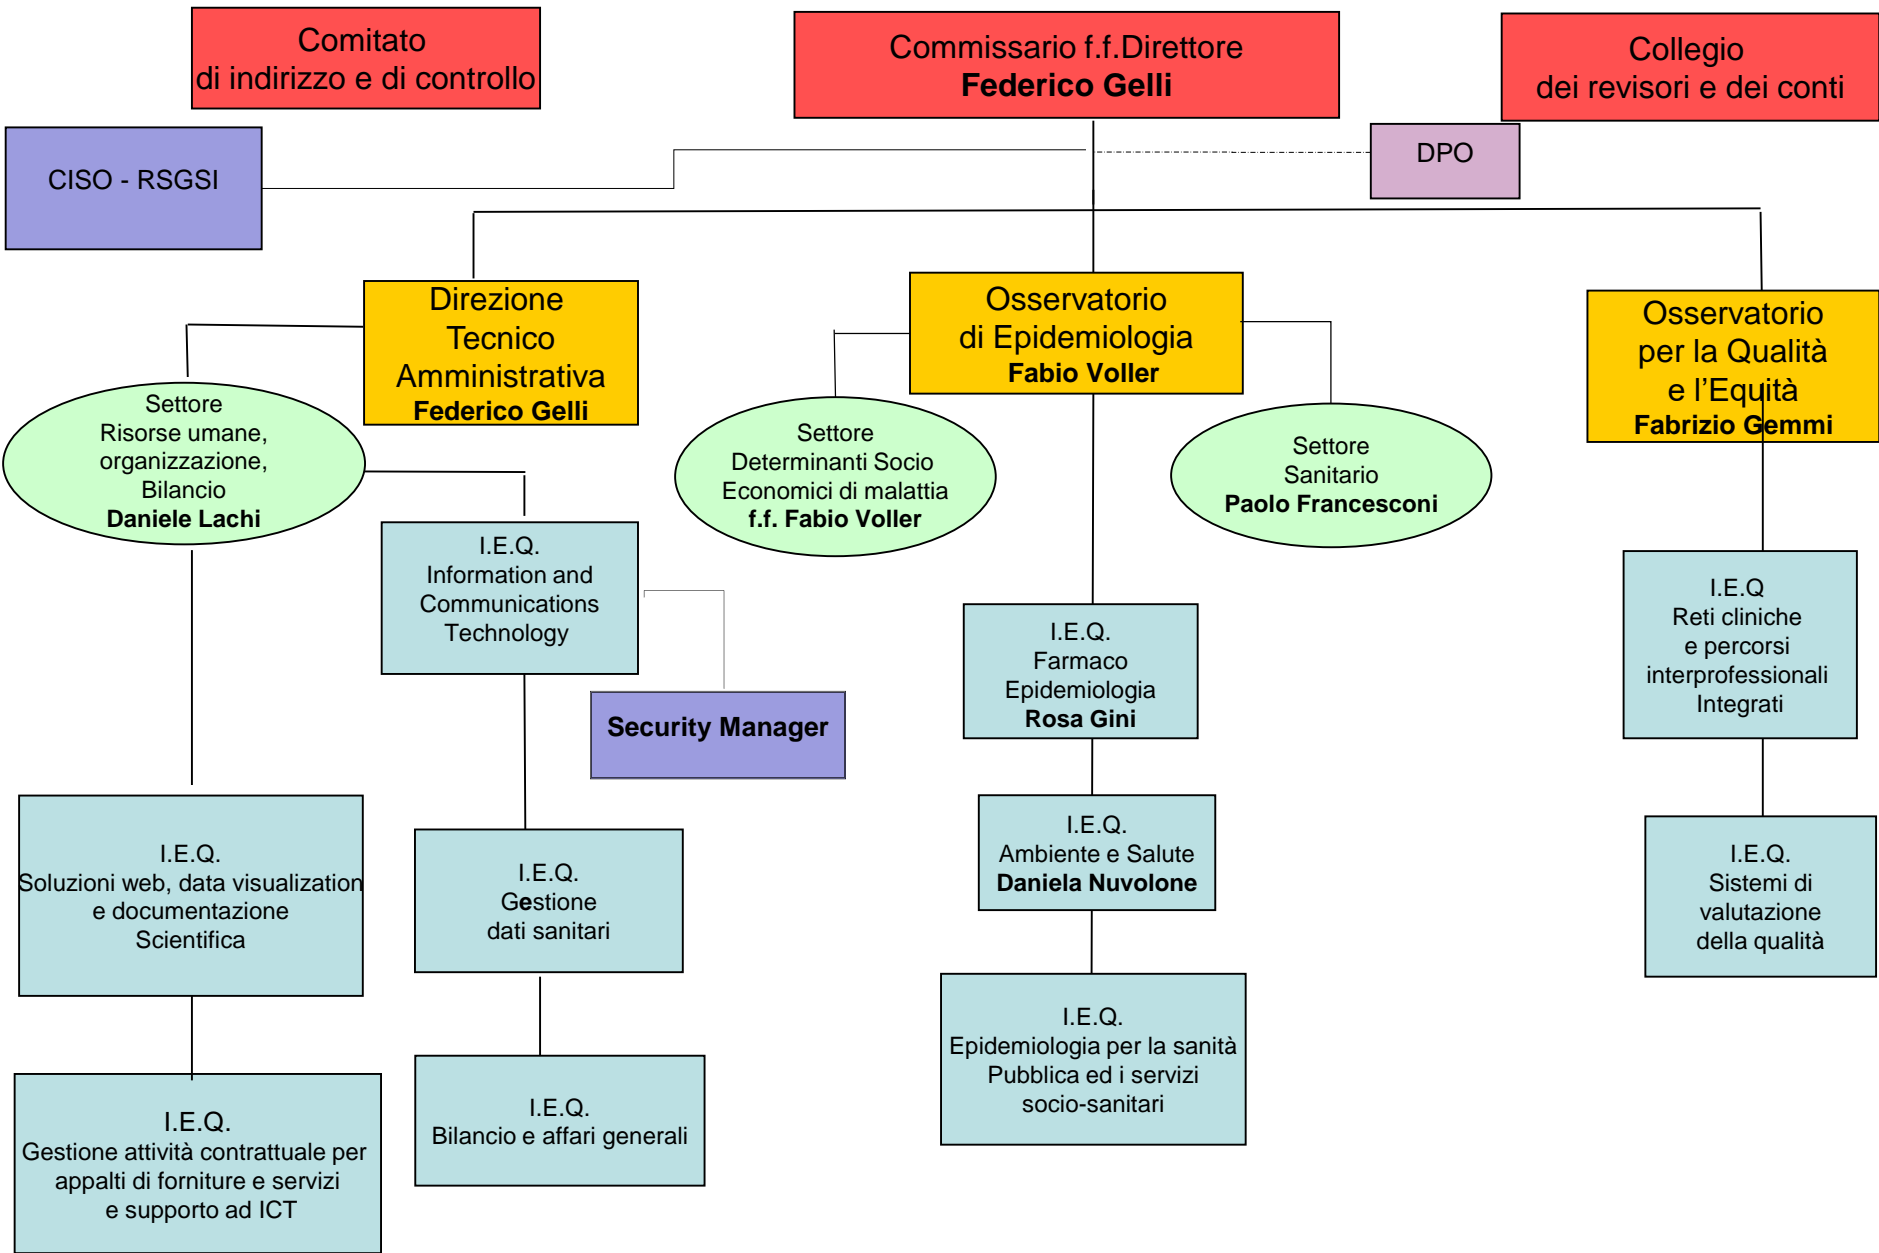 Comitato
di indirizzo e di controllo
Commissario f.f.Direttore
Federico Gelli
Collegio
dei revisori e dei conti
CISO - RSGSI
DPO
Direzione
Tecnico
Amministrativa
Federico Gelli
Osservatorio
di Epidemiologia
Fabio Voller
Osservatorio
per la Qualità
e l’Equità
Fabrizio Gemmi
Settore
Risorse umane,
organizzazione,
Bilancio
Daniele Lachi
Settore
Determinanti Socio
Economici di malattia
f.f. Fabio Voller
Settore
Sanitario
Paolo Francesconi
I.E.Q.
Information and
Communications
Technology
Security Manager
I.E.Q.
Farmaco
Epidemiologia
Rosa Gini
I.E.Q
Reti cliniche
e percorsi
interprofessionali
Integrati
I.E.Q.
Soluzioni web, data visualization
e documentazione
Scientifica
I.E.Q.
Gestione
dati sanitari
I.E.Q.
Ambiente e Salute
Daniela Nuvolone
I.E.Q.
Sistemi di
valutazione
della qualità
I.E.Q.
Gestione attività contrattuale per
appalti di forniture e servizi
e supporto ad ICT
I.E.Q.
Bilancio e affari generali
I.E.Q.
Epidemiologia per la sanità
Pubblica ed i servizi
socio-sanitari